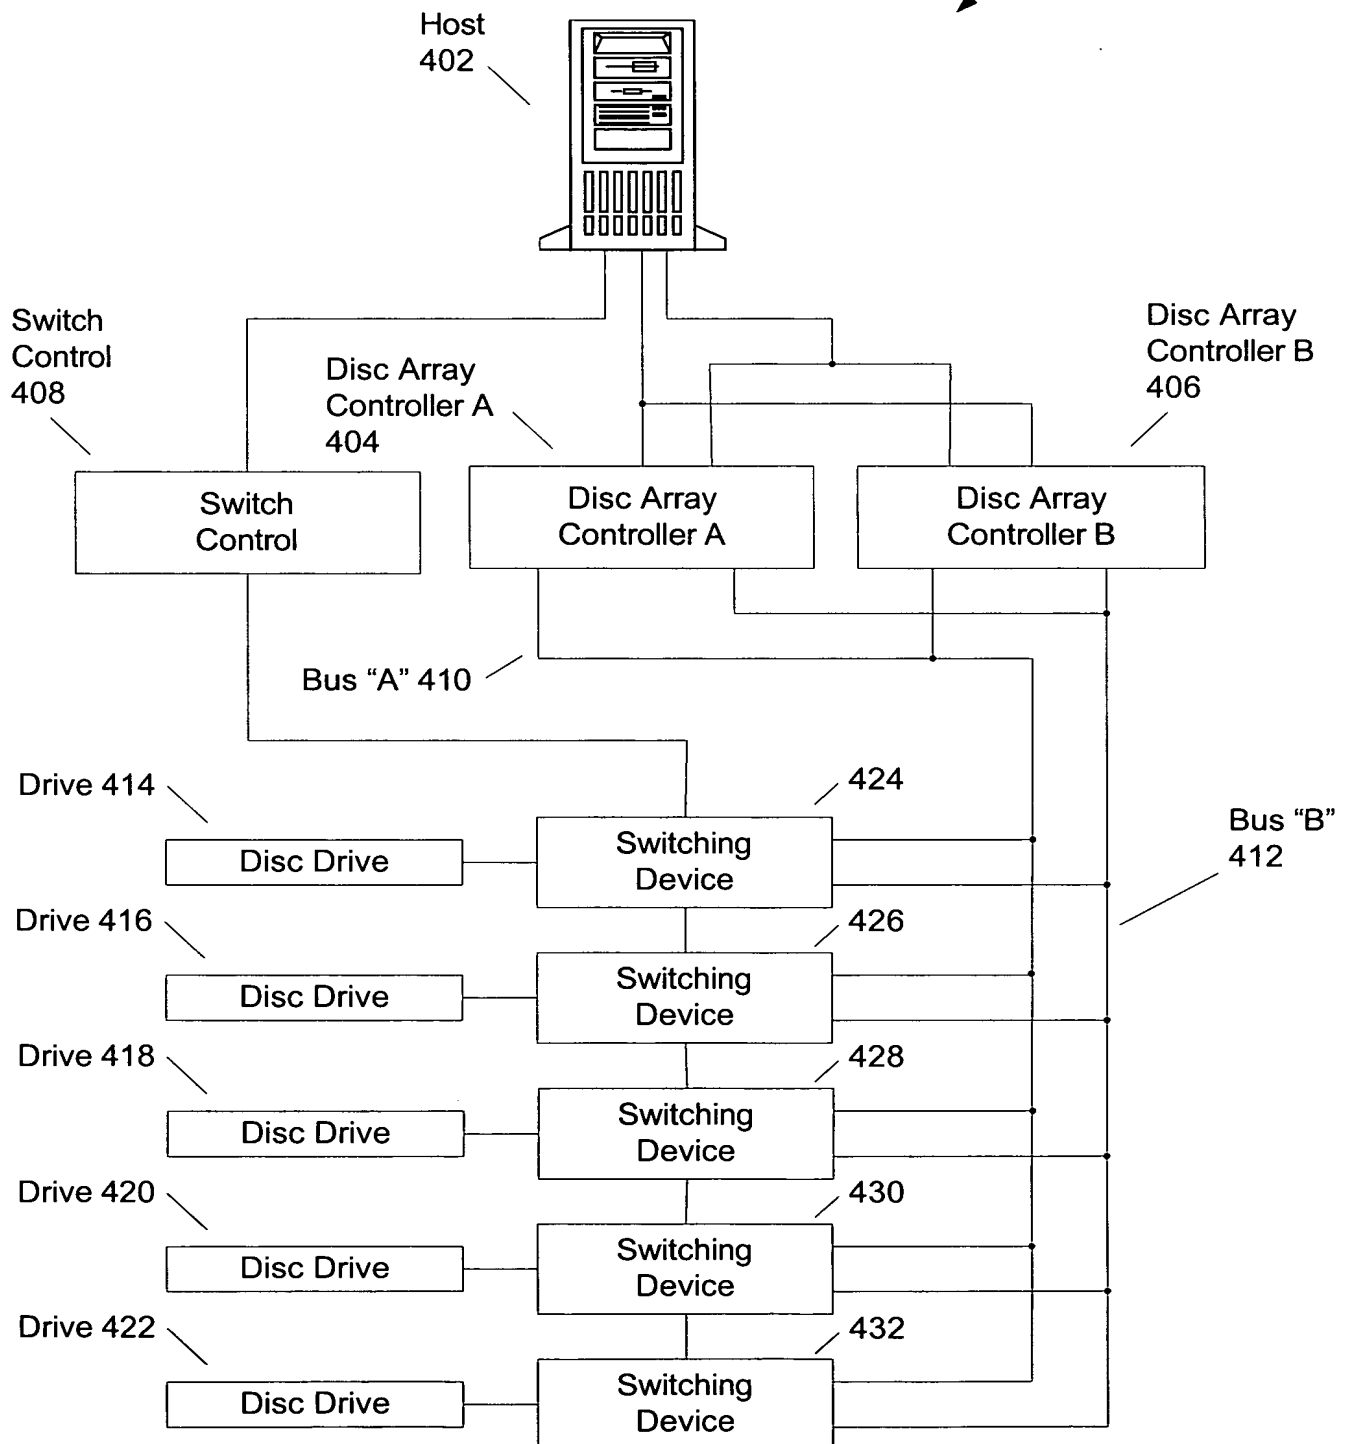 Host
402
Switch
Control
408
Disc Array
Controller A
404
Disc Array
Controller B
406
Switch
Control
Disc Array
Controller A
Disc Array
Controller B
Bus “A” 410
Drive 414
424
Disc Drive
Switching
Device
Bus “B”
412
Drive 416
426
Disc Drive
Switching
Device
Drive 418
428
Disc Drive
Switching
Device
Drive 420
430
Disc Drive
Switching
Device
Drive 422
432
Disc Drive
Switching
Device